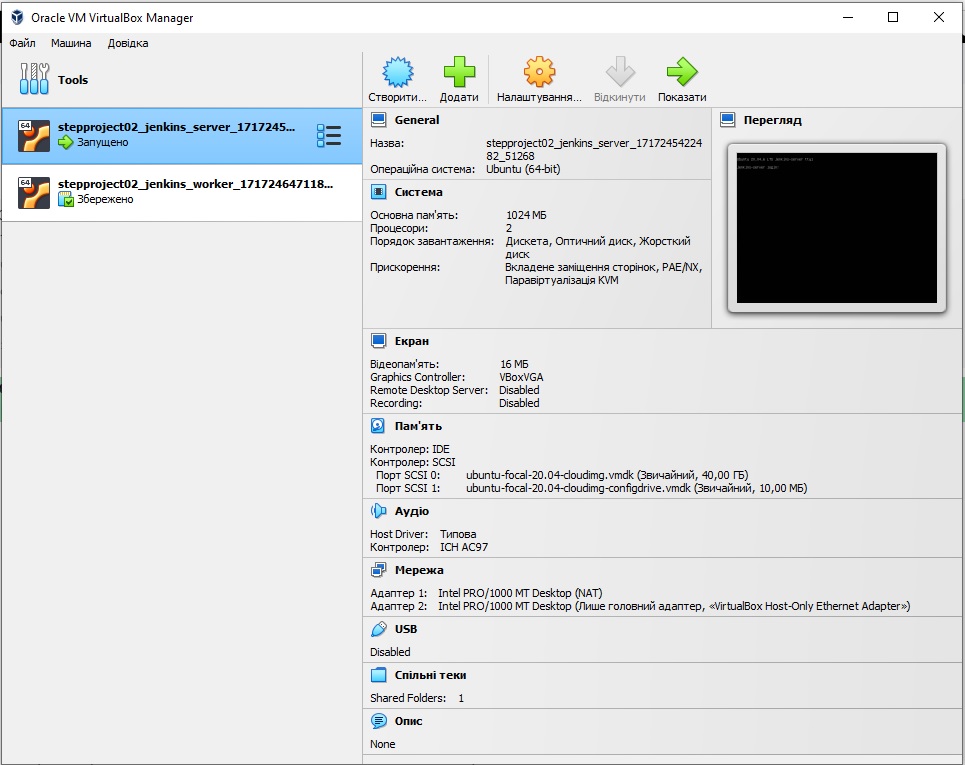 Oracle VM VirtualBox Manager
Файл Машина Довідка
Tools
64
stepproject02_jenkins_server_1717245...
Запущено
64
stepproject02_jenkins_worker_171724647118...
Збережено
Створити... Додати Налаштування... Відкинути Показати
General
Назва: stepproject02_jenkins_server_17172454224
82_51268
Операційна система: Ubuntu (64-bit)
Перегляд
Система
Основна пам'ять: 1024 МБ
Процесори: 2
Порядок завантаження: Дискета, Оптичний диск, Жорсткий
диск
Прискорення: Вкладене заміщення сторінок, PAE/NX,
Паравіртуалізація KVM
Екран
Відеопам'ять: 16 МБ
Graphics Controller: VBoxVGA
Remote Desktop Server: Disabled
Recording: Disabled
Пам'ять
Контролер: IDE
Контролер: SCSI
Порт SCSI 0: ubuntu-focal-20.04-cloudimg.vmdk (Звичайний, 40,00 ГБ)
Порт SCSI 1: ubuntu-focal-20.04-cloudimg-configdrive.vmdk (Звичайний, 10,00 МБ)
Аудіо
Host Driver: Типова
Контролер: ICH AC97
Мережа
Адаптер 1: Intel PRO/1000 MT Desktop (NAT)
Адаптер 2: Intel PRO/1000 MT Desktop (Лише головний адаптер, «VirtualBox Host-Only Ethernet Adapter»)
USB
Disabled
Спільні теки
Shared Folders: 1
Опис
None